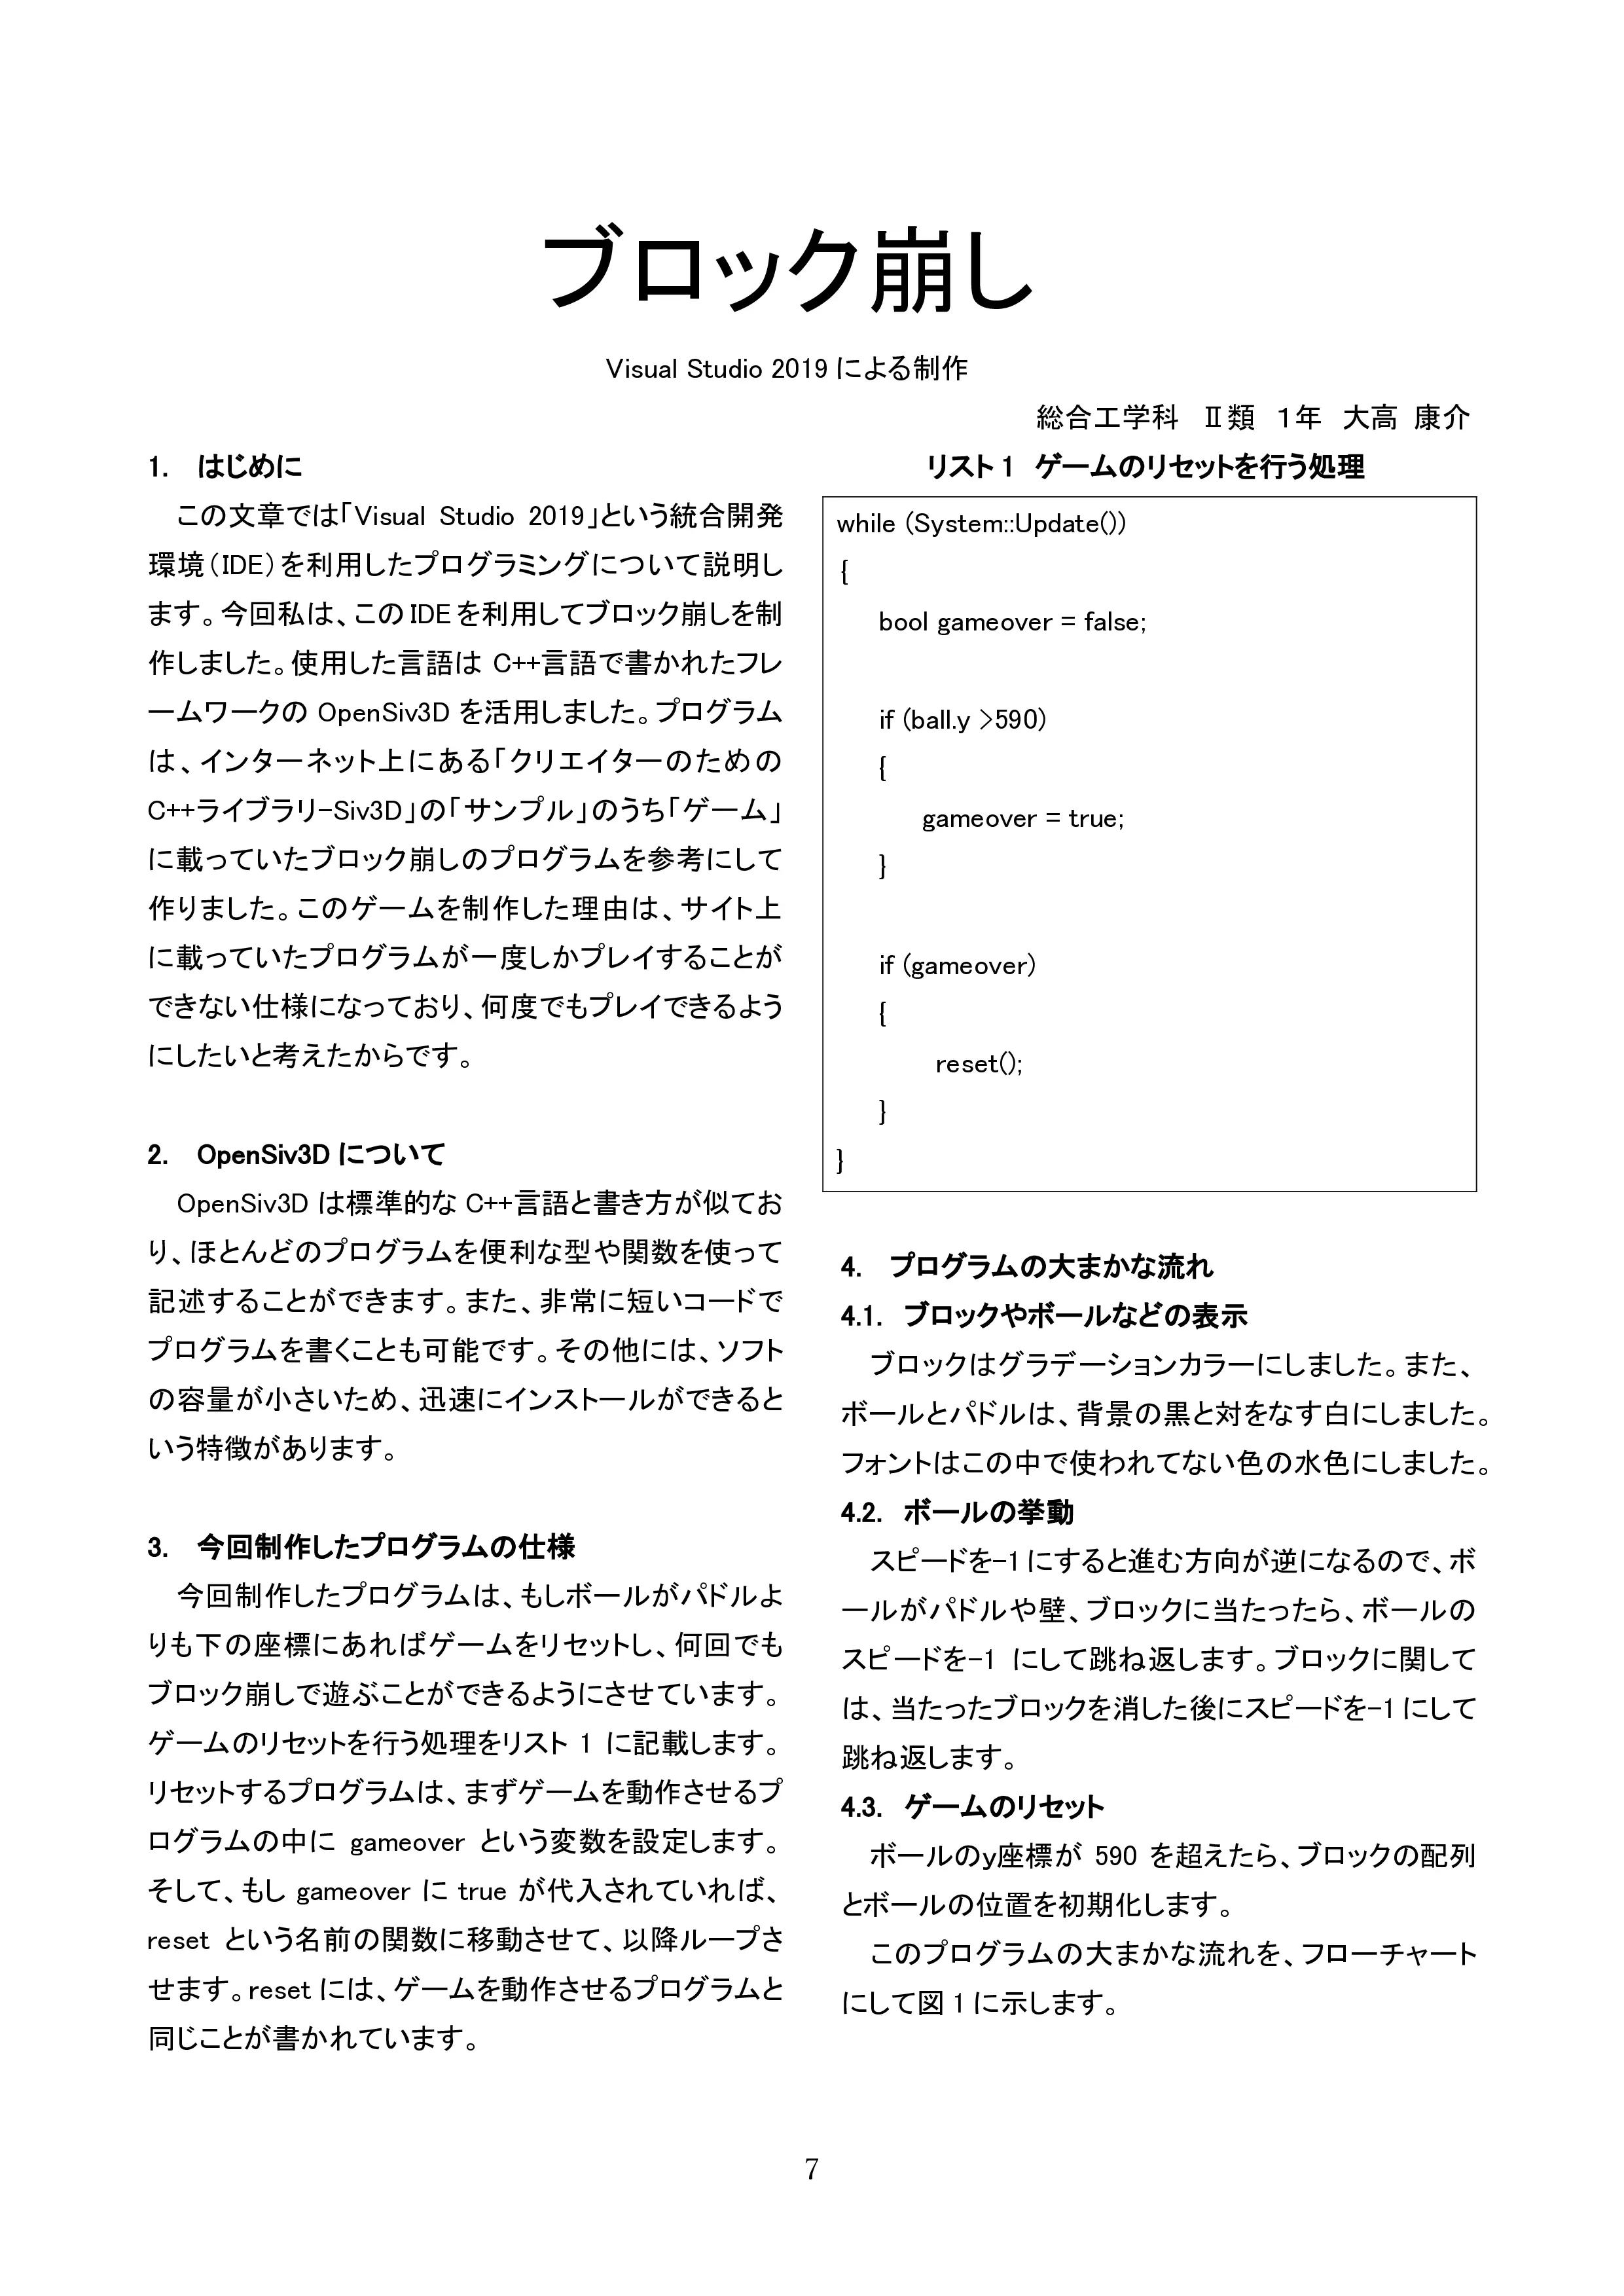 ブロック崩し
Visual Studio 2019 による制作
総合工学科 Ⅱ類 1年 大高 康介
1. はじめに
この文章では「Visual Studio 2019」という統合開発
環境（IDE）を利用したプログラミングについて説明し
ます。今回私は、この IDE を利用してブロック崩しを制
作しました。使用した言語は C++言語で書かれたフレ
ームワークの OpenSiv3D を活用しました。プログラム
は、インターネット上にある「クリエイターのための
C++ライブラリ-Siv3D」の「サンプル」のうち「ゲーム」
に載っていたブロック崩しのプログラムを参考にして
作りました。このゲームを制作した理由は、サイト上
に載っていたプログラムが一度しかプレイすることが
できない仕様になっており、何度でもプレイできるよう
にしたいと考えたからです。
2. OpenSiv3D について
OpenSiv3D は標準的な C++言語と書き方が似てお
り、ほとんどのプログラムを便利な型や関数を使って
記述することができます。また、非常に短いコードで
プログラムを書くことも可能です。その他には、ソフト
の容量が小さいため、迅速にインストールができると
いう特徴があります。
3. 今回制作したプログラムの仕様
今回制作したプログラムは、もしボールがパドルよ
りも下の座標にあればゲームをリセットし、何回でも
ブロック崩しで遊ぶことができるようにさせています。
ゲームのリセットを行う処理をリスト 1 に記載します。
リセットするプログラムは、まずゲームを動作させるプ
ログラムの中に gameover という変数を設定します。
そして、もし gameover に true が代入されていれば、
reset という名前の関数に移動させて、以降ループさ
せます。reset には、ゲームを動作させるプログラムと
同じことが書かれています。
リスト 1 ゲームのリセットを行う処理
while (System::Update())
{
bool gameover = false;
if (ball.y >590)
{
gameover = true;
}
if (gameover)
{
reset();
}
}
4. プログラムの大まかな流れ
4.1. ブロックやボールなどの表示
ブロックはグラデーションカラーにしました。また、
ボールとパドルは、背景の黒と対をなす白にしました。
フォントはこの中で使われてない色の水色にしました。
4.2. ボールの挙動
スピードを-1 にすると進む方向が逆になるので、ボ
ールがパドルや壁、ブロックに当たったら、ボールの
スピードを-1 にして跳ね返します。ブロックに関して
は、当たったブロックを消した後にスピードを-1 にして
跳ね返します。
4.3. ゲームのリセット
ボールのy座標が 590 を超えたら、ブロックの配列
とボールの位置を初期化します。
このプログラムの大まかな流れを、フローチャート
にして図 1 に示します。
7